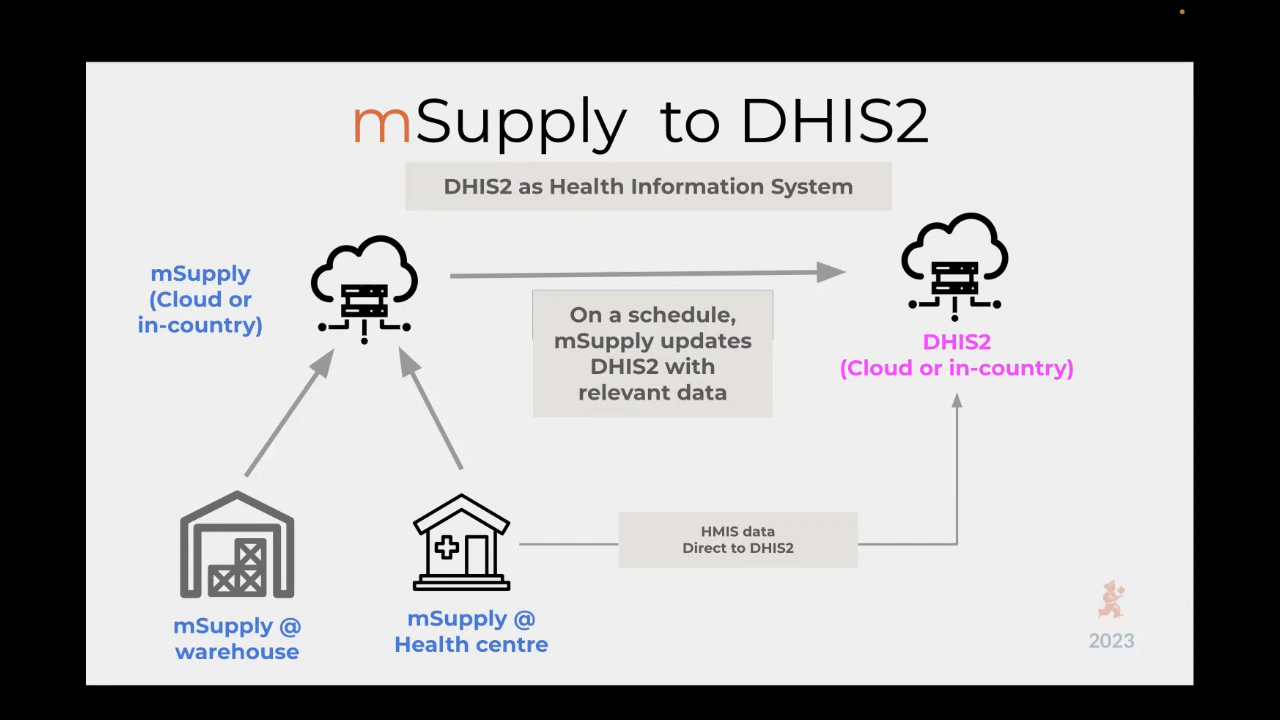 mSupply to DHIS2
DHIS2 as Health Information System
mSupply
(Cloud or
in-country)
On a schedule,
mSupply updates
DHIS2 with
relevant data
DHIS2
(Cloud or in-country)
HMIS data
Direct to DHIS2
mSupply @
warehouse
mSupply @
Health centre
2023